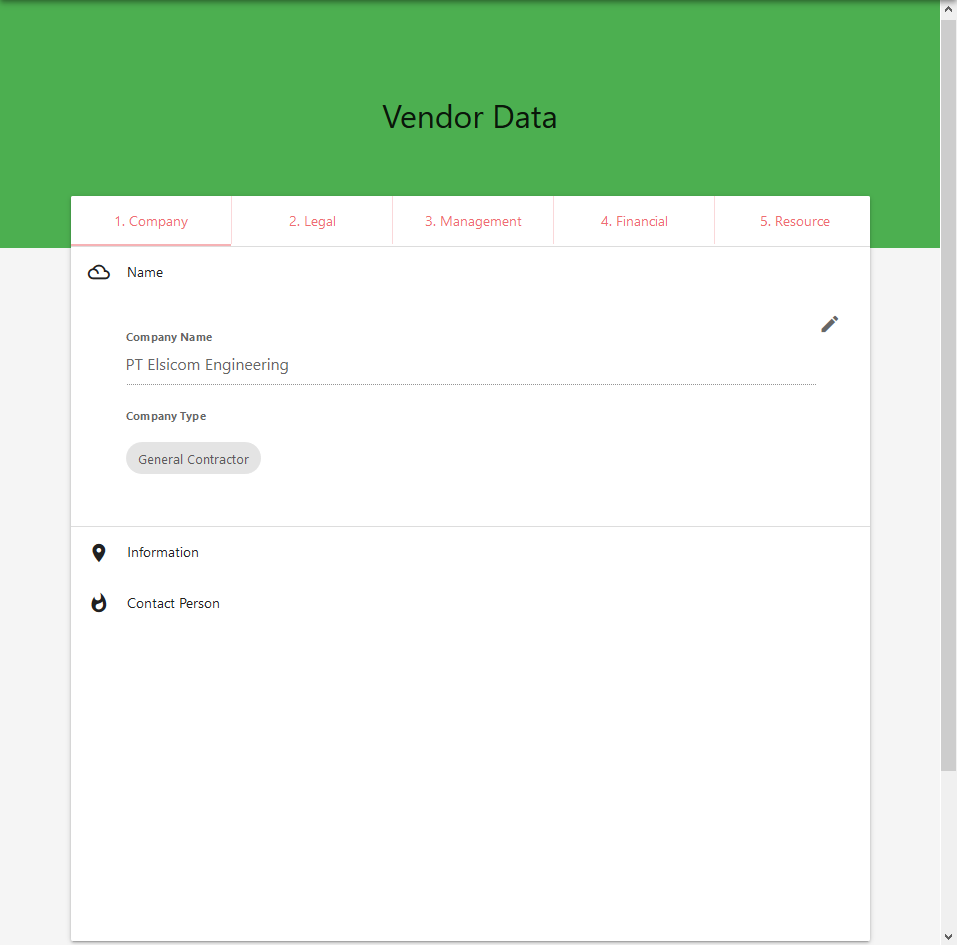 Vendor Data
1. Company 2. Legal 3. Management 4. Financial 5. Resource
Name
Company Name
PT Elsicom Engineering
Company Type
General Contractor
Information
Contact Person